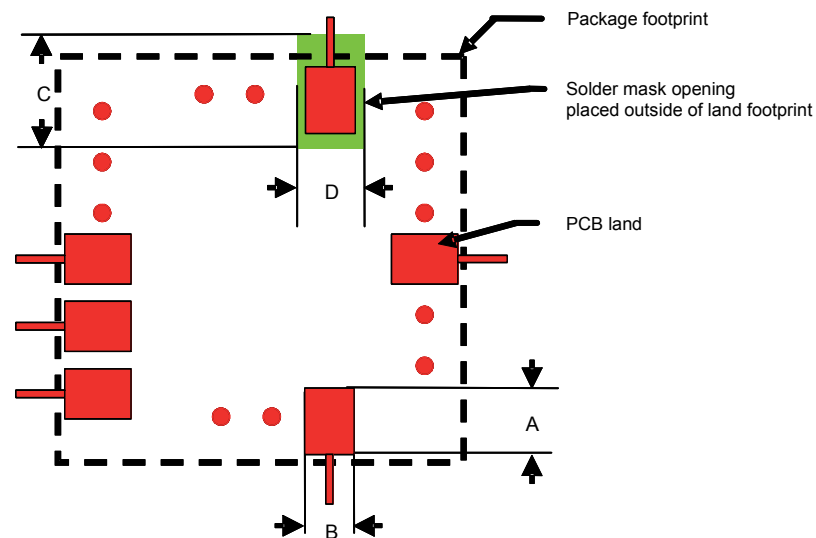 Package footprint
C
Solder mask opening
placed outside of land footprint
D
PCB land
A
B